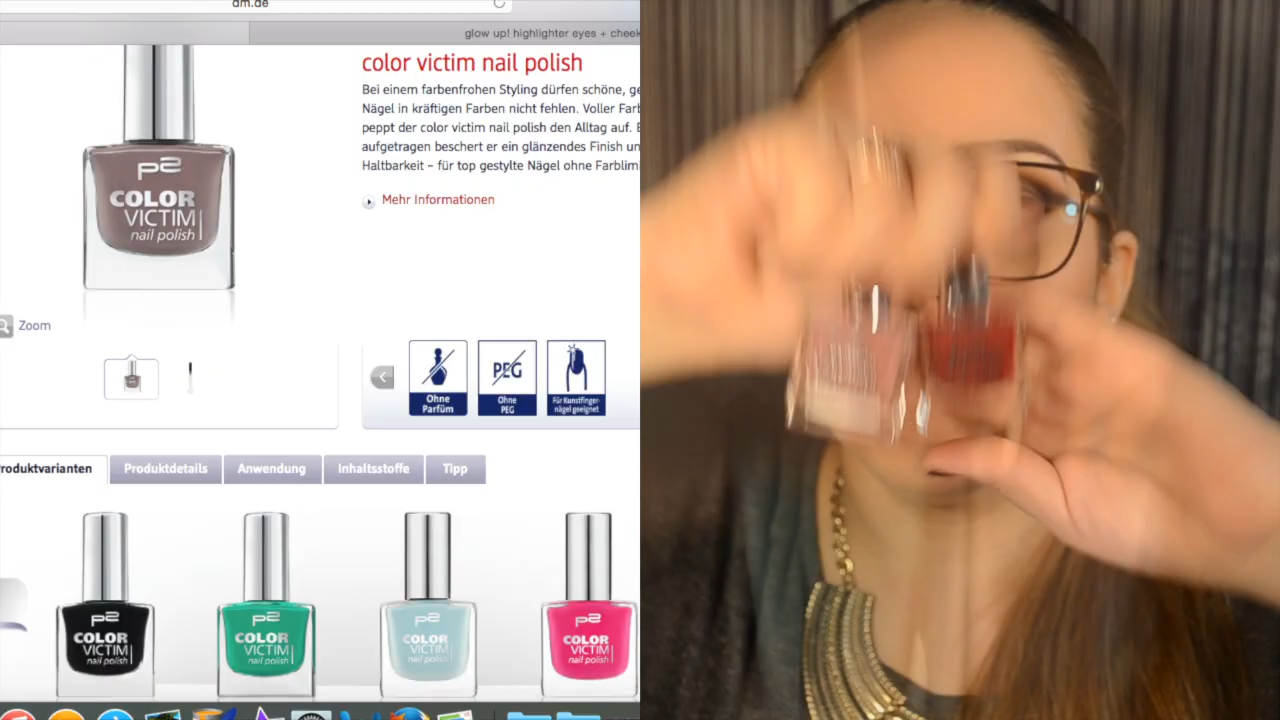 dm.de
glow up! highlighter eyes + cheek
color victim nail polish
Bei einem farbenfrohen Styling dürfen schöne, ge
Nägel in kräftigen Farben nicht fehlen. Voller Farb
peppt der color victim nail polish den Alltag auf. E
aufgetragen beschert er ein glänzendes Finish un
Haltbarkeit – für top gestylte Nägel ohne Farblimi
Mehr Informationen
p2
COLOR
VICTIM
nail polish
Zoom
Ohne
Parfüm
PEG
Ohne
PEG
Für Kunstfinger-
nägel geeignet
Produktvarianten
Produktdetails
Anwendung
Inhaltsstoffe
Tipp
p2
COLOR
VICTIM
nail polish
p2
COLOR
VICTIM
nail polish
p2
COLOR
VICTIM
nail polish
p2
COLOR
VICTIM
nail polish